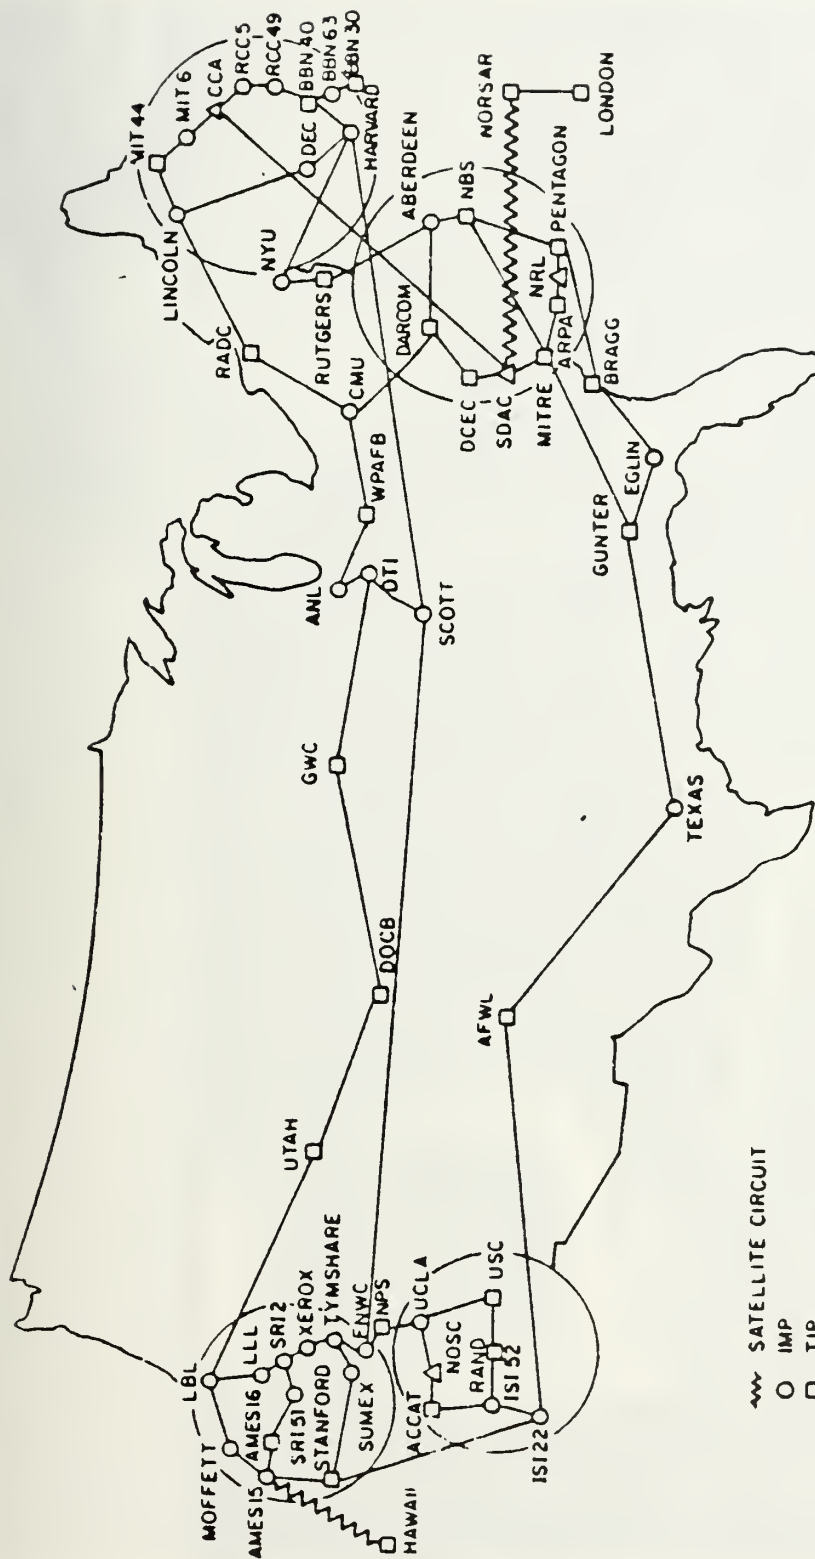 MOFFETT
LBL
LLL
SRI2
XEROX
TYMSHARE
AMES16
AMES15
SRI51
STANFORD
SUMEX
FNWC
NPS
HAWAII
UCLA
NOSC
ACCAT
RAND
USC
ISI52
ISI22
UTAH
DOCB
GWC
AFWL
TEXAS
ANL
DTI
SCOTT
WPAFB
CMU
RADC
LINCOLN
MIT44
MIT6
CCA
RCC5
RCC49
BBN40
BBN63
BBN30
HARVARD
DEC
NYU
RUTGERS
ABERDEEN
DARCOM
NBS
DCEC
SDAC
MITRE
ARPA
NRL
PENTAGON
BRAGG
EGLIN
GUNTER
NORSAR
LONDON
SATELLITE CIRCUIT
IMP
TIP